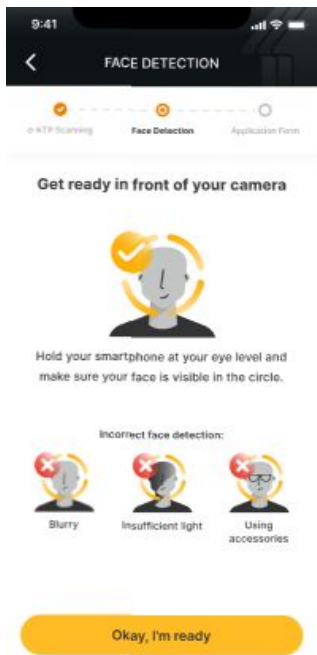 9:41
FACE DETECTION
e-KTP Scanning Face Detection Application Form
Get ready in front of your camera
Hold your smartphone at your eye level and
make sure your face is visible in the circle.
Incorrect face detection:
Blurry Insufficient light Using
accessories
Okay, I'm ready